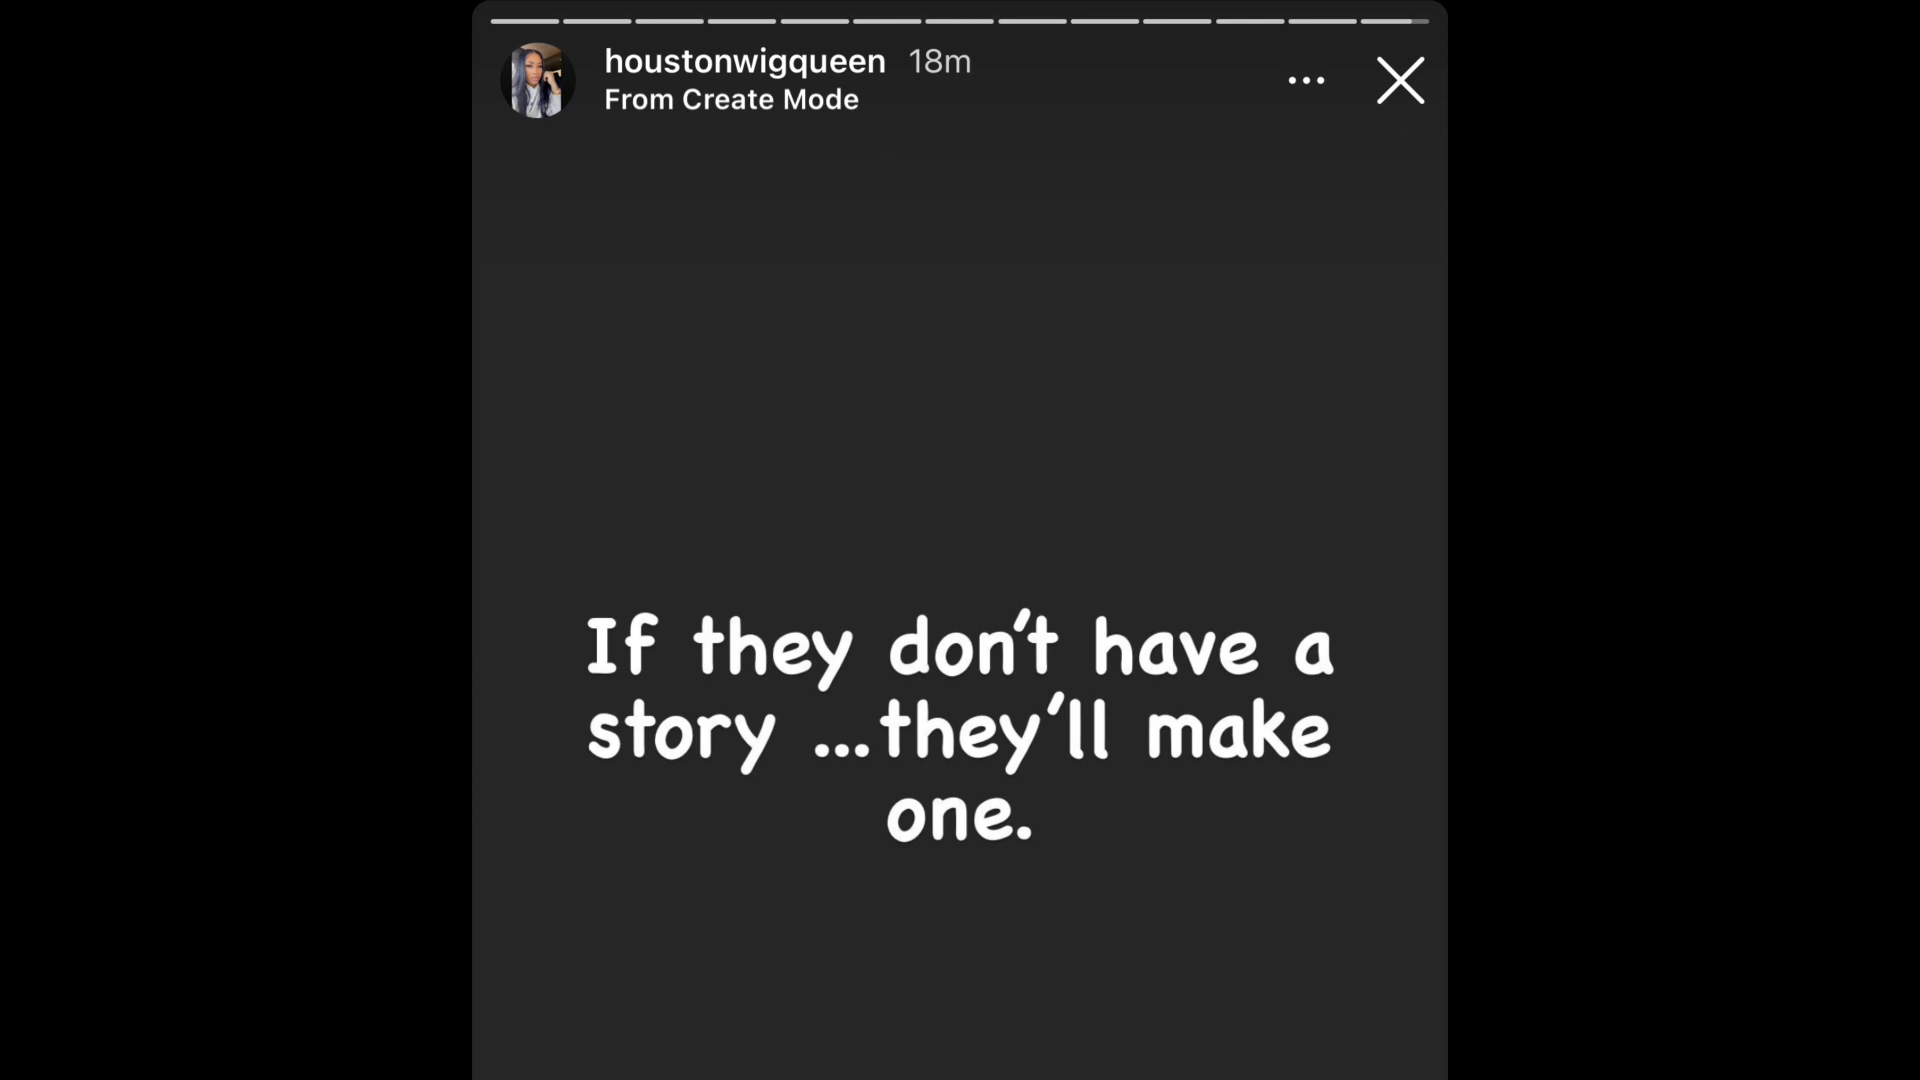 houstonwigqueen 18m
From Create Mode
If they don't have a
story ...they'll make
one.